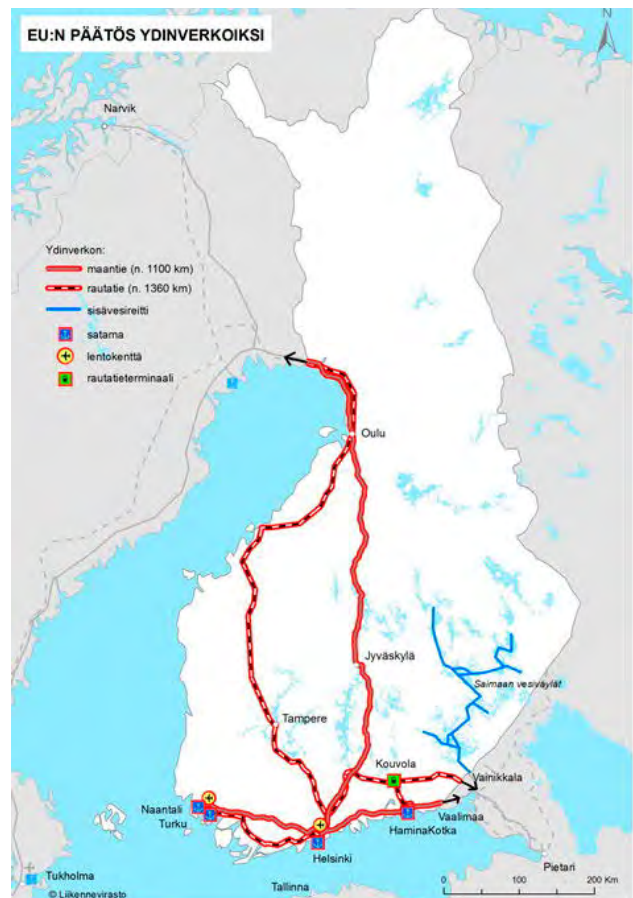 EU:N PÄÄTÖS YDINVERKOIKSI
N
Narvik
Ydinverkon:
maantie (n. 1100 km)
rautatie (n. 1360 km)
sisävesireitti
satama
lentokenttä
rautatieterminaali
Oulu
Jyväskylä
Saimaan vesiväylät
Tampere
Kouvola
Vainikkala
Naantali
Turku
HaminaKotka
Vaalimaa
Helsinki
Pietari
Tukholma
Tallinna
0 100 200 Km
© Liikennevirasto